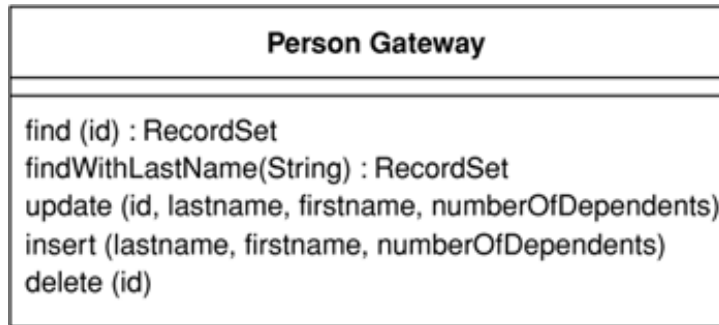 Person Gateway
find (id) : RecordSet
findWithLastName(String) : RecordSet
update (id, lastname, firstname, numberOfDependents)
insert (lastname, firstname, numberOfDependents)
delete (id)